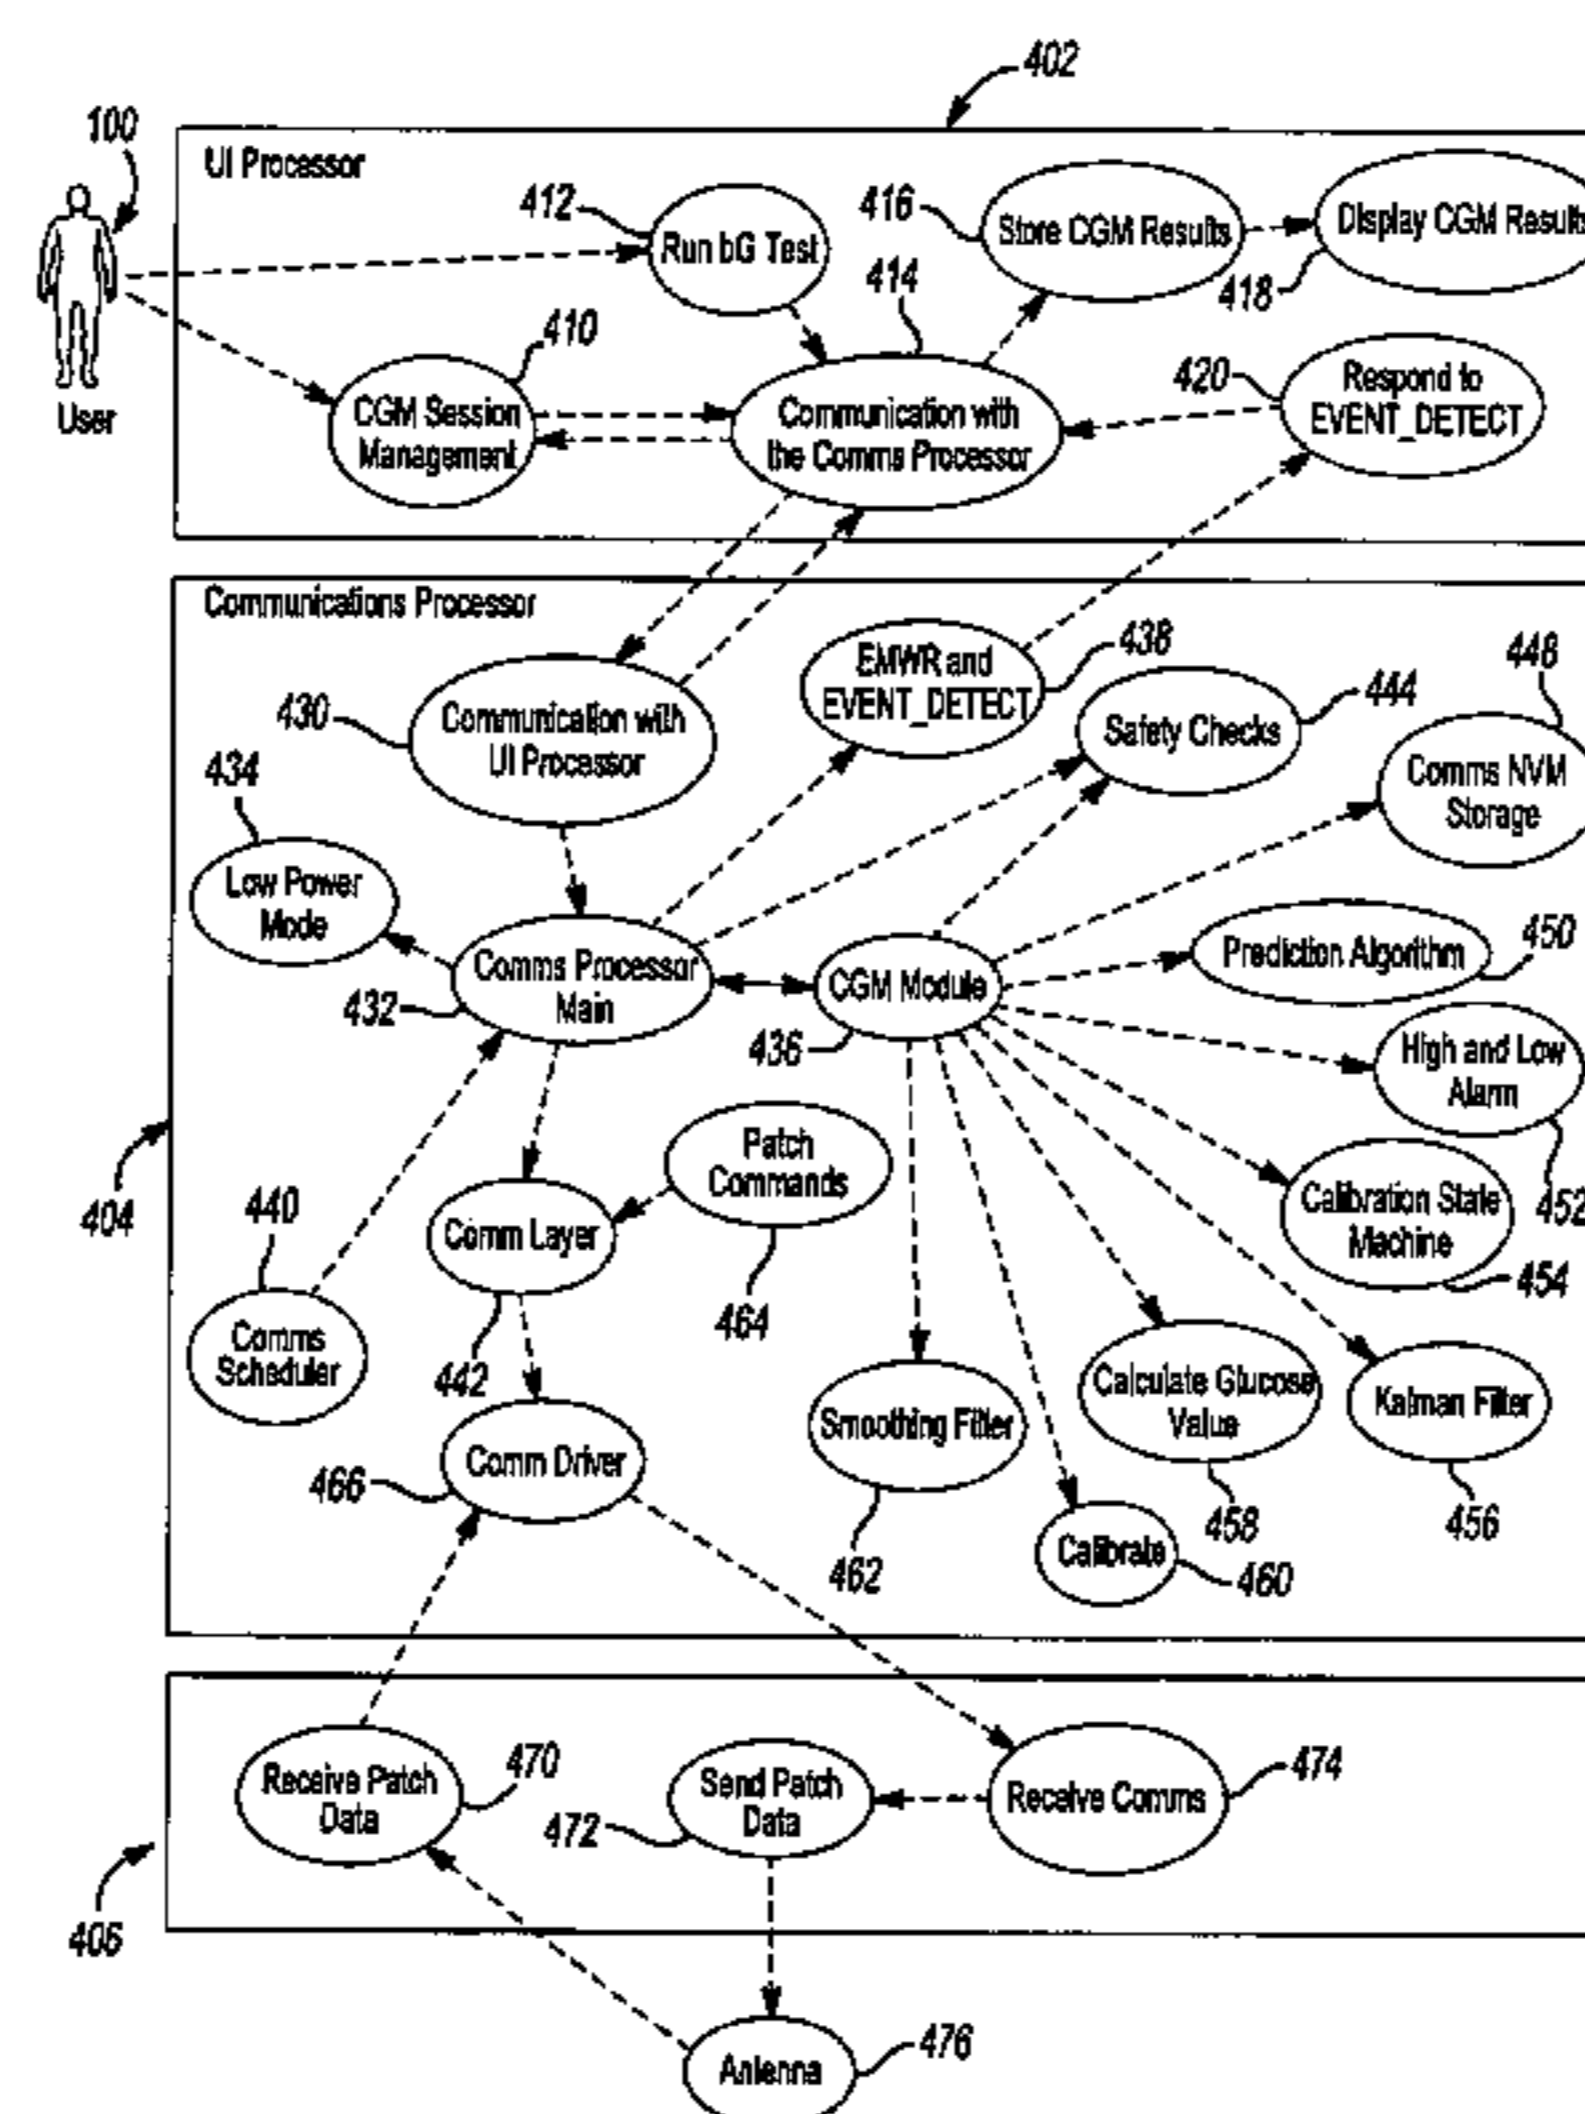 402
100
UI Processor
412
Run bG Test
416
Store CGM Results
Display CGM Results
418
414
410
User
CGM Session
Management
Communication with
the Comms Processor
420
Respond to
EVENT_DETECT
Communications Processor
430
Communication with
UI Processor
EMWR and
EVENT_DETECT
438
Safety Checks
444
448
Comms NVM
Storage
434
Low Power
Mode
Comms Processor
Main
432
CGM Module
436
Prediction Algorithm
450
High and Low
Alarm
452
404
440
Comms
Scheduler
Comm Layer
442
Patch
Commands
464
Calibration State
Machine
454
Comm Driver
466
Smoothing Filter
462
Calculate Glucose
Value
458
Kalman Filter
456
Calibrate
460
Receive Patch
Data
470
Send Patch
Data
472
Receive Comms
474
406
Antenna
476